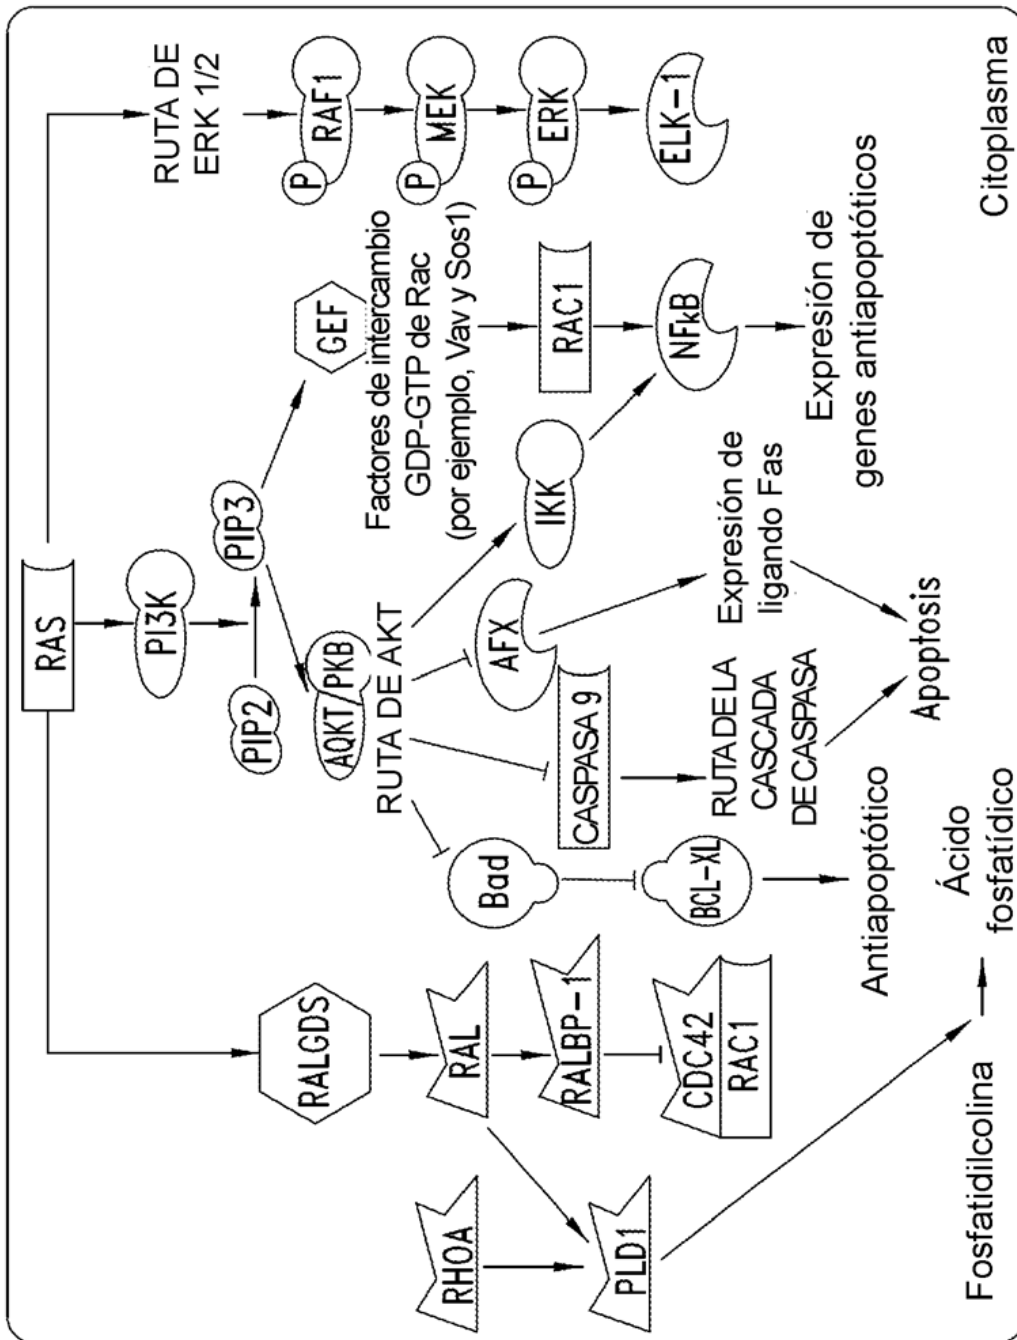 RAS
RALGDS
PI3K
RUTA DE
ERK 1/2
PIP2
PIP3
RAF1
P
AQKT/PKB
GEF
RUTA DE AKT
Factores de intercambio
GDP-GTP de Rac
(por ejemplo, Vav y Sos1)
MEK
P
RHOA
RAL
Bad
AFX
IKK
RAC1
ERK
P
RALBP-1
CASPASA 9
PLD1
CDC42
RAC1
BCL-XL
NFkB
ELK-1
RUTA DE LA
CASCADA
DE CASPASA
Expresión de
ligando Fas
Expresión de
genes antiapoptóticos
Antiapoptótico
Apoptosis
Fosfatidilcolina
Ácido
fosfatídico
Citoplasma